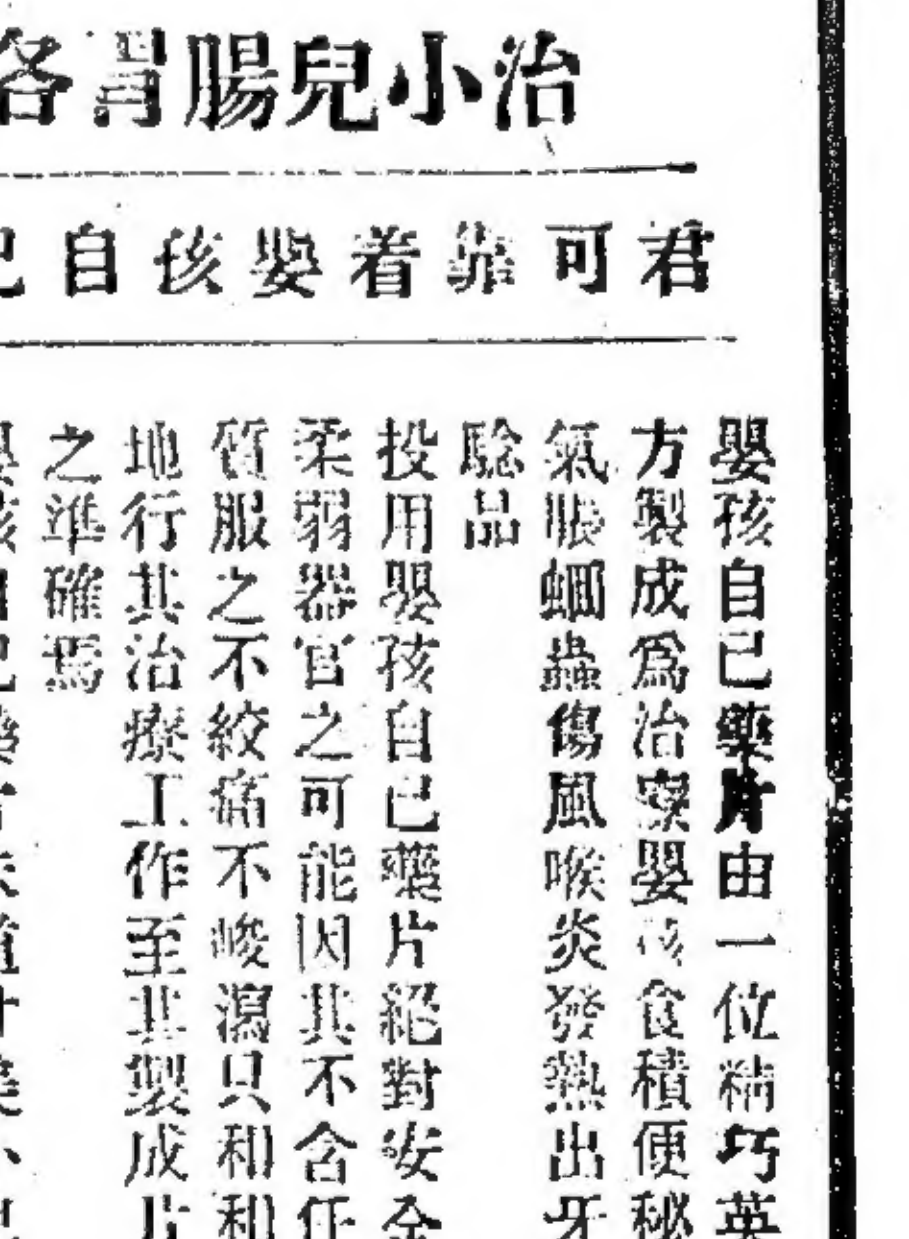 治小兒腸胃各
君可靠着嬰孩自己
嬰孩自己藥片由一位精巧英
方製成爲治療嬰孩食積便秘
氣脹蛔蟲傷風喉炎發熱出牙
驗品
投用嬰孩自己藥片絕對安全
柔弱器官之可能因其不含任
質服之不絞痛不峻瀉只和和
地行其治療工作至其製成片
之準確焉